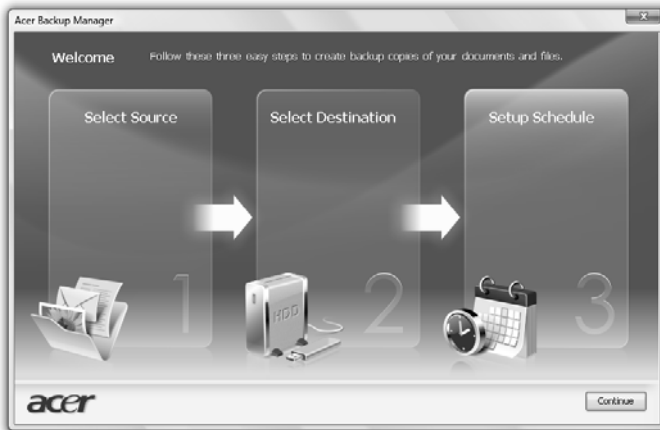 Acer Backup Manager
Welcome Follow these three easy steps to create backup copies of your documents and files.
Select Source
Select Destination
Setup Schedule
1
HDD
2
3
acer
Continue